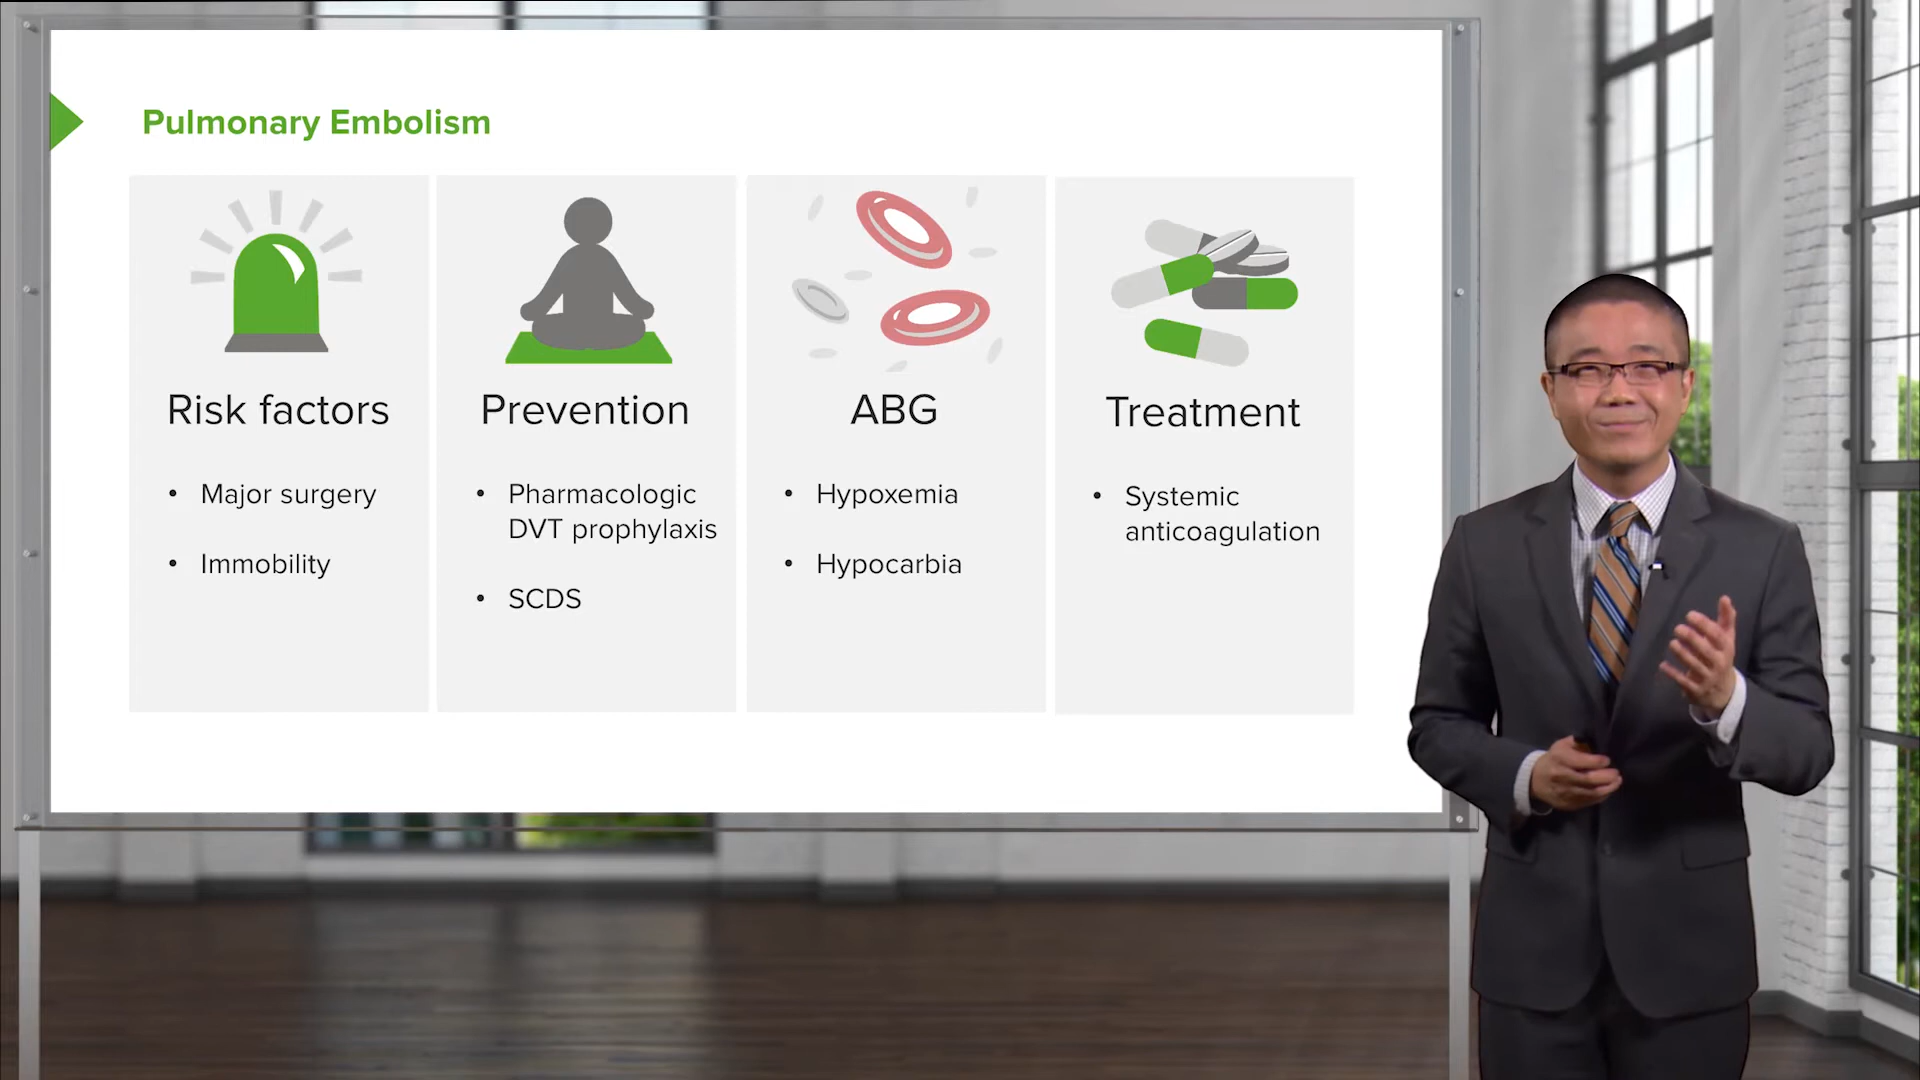 Pulmonary Embolism
Risk factors
• Major surgery
• Immobility
Prevention
• Pharmacologic
DVT prophylaxis
• SCDS
ABG
• Hypoxemia
• Hypocarbia
Treatment
• Systemic
anticoagulation